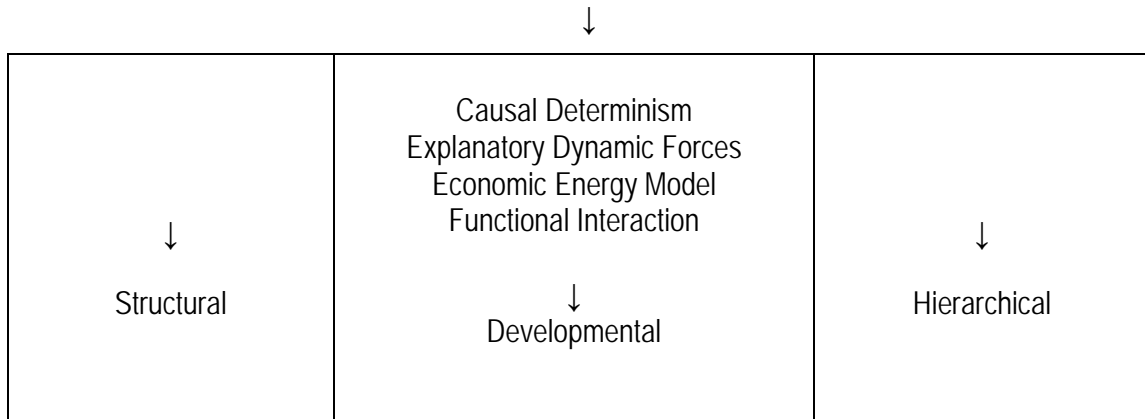 ↓
Causal Determinism
Explanatory Dynamic Forces
Economic Energy Model
Functional Interaction
↓
Structural
↓
Developmental
↓
Hierarchical